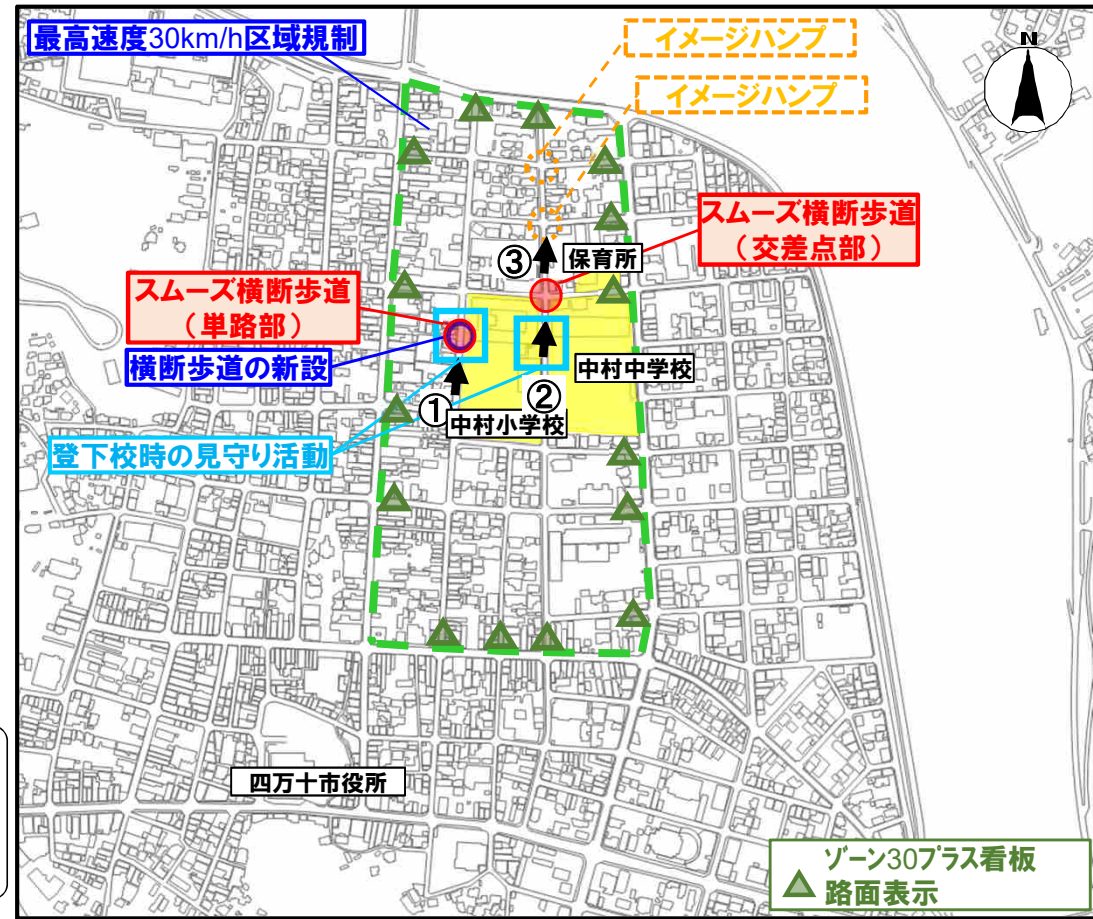 最高速度30km/h区域規制
イメージハンプ
イメージハンプ
N
スムーズ横断歩道
（交差点部）
③
保育所
スムーズ横断歩道
（単路部）
横断歩道の新設
中村中学校
①
②
中村小学校
登下校時の見守り活動
四万十市役所
ゾーン30プラス看板
路面表示